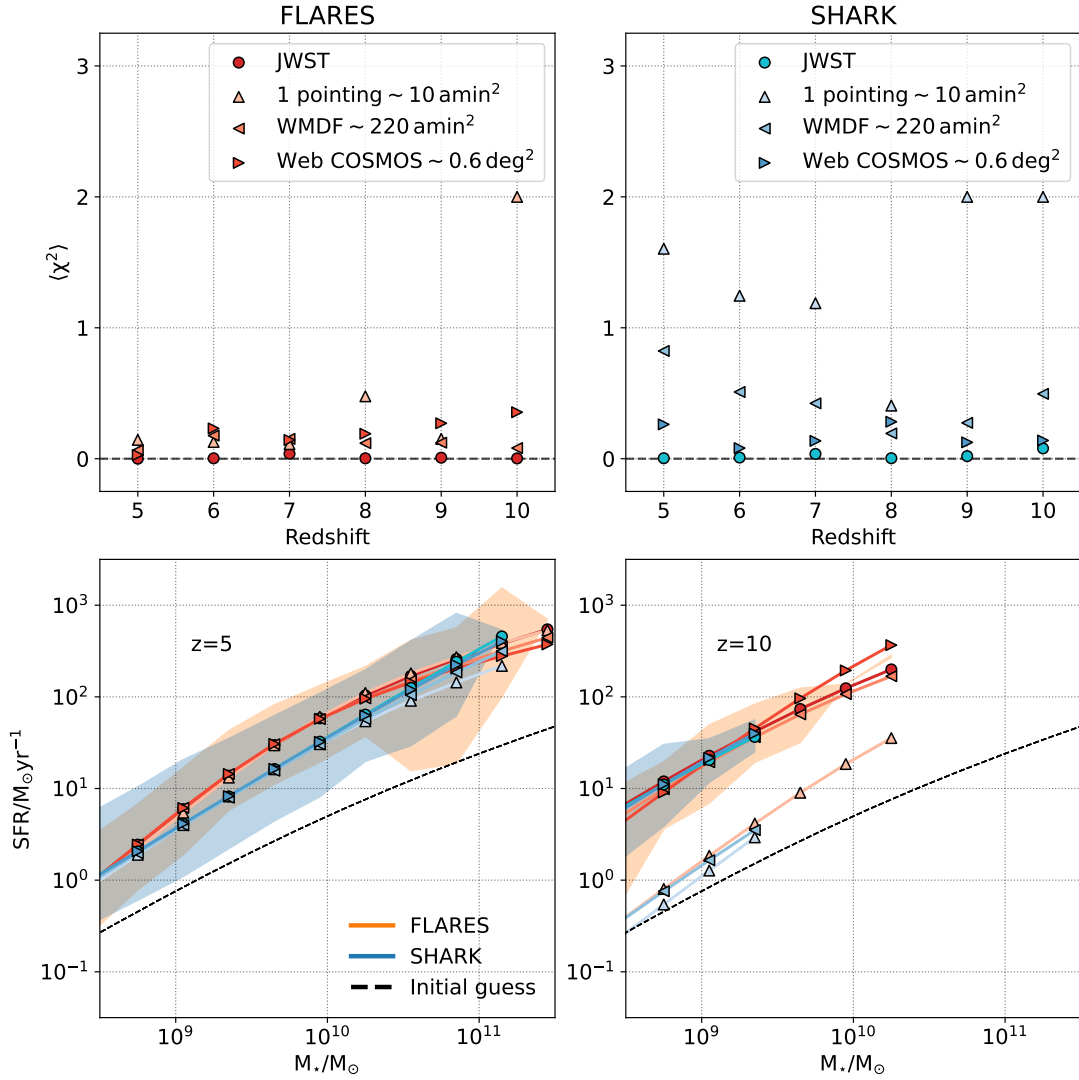 FLARES
SHARK
3
2
1
0
⟨χ²⟩
JWST
1 pointing ~ 10 amin²
WMDF ~ 220 amin²
Web COSMOS ~ 0.6 deg²
JWST
1 pointing ~ 10 amin²
WMDF ~ 220 amin²
Web COSMOS ~ 0.6 deg²
3
2
1
0
5 6 7 8 9 10
Redshift
5 6 7 8 9 10
Redshift
SFR/M⊙yr⁻¹
10³
10²
10¹
10⁰
10⁻¹
z=5
FLARES
SHARK
Initial guess
10⁹ 10¹⁰ 10¹¹
M⋆/M⊙
10³
10²
10¹
10⁰
10⁻¹
z=10
10⁹ 10¹⁰ 10¹¹
M⋆/M⊙